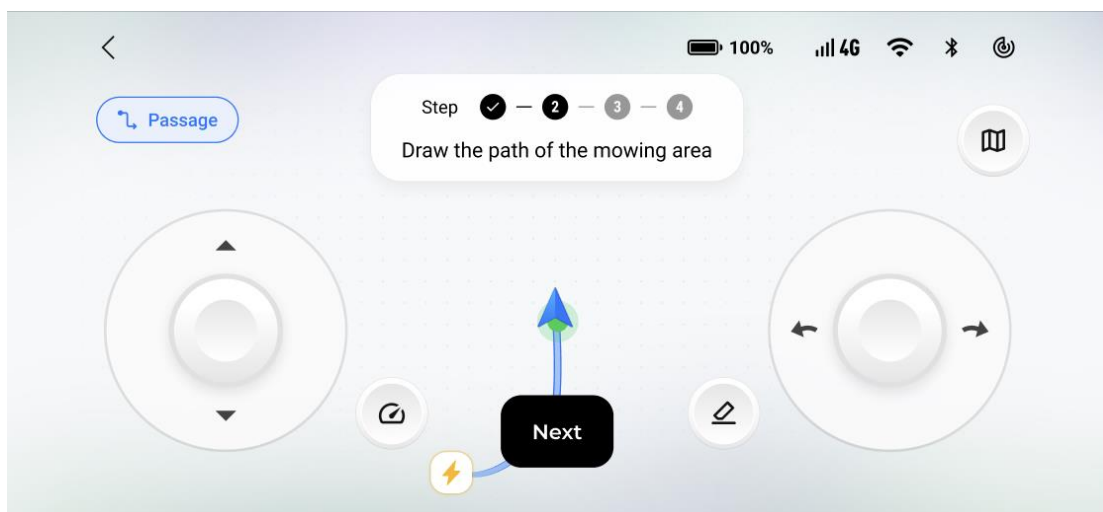 100%
4G
Passage
Step 2 3 4
Draw the path of the mowing area
Next